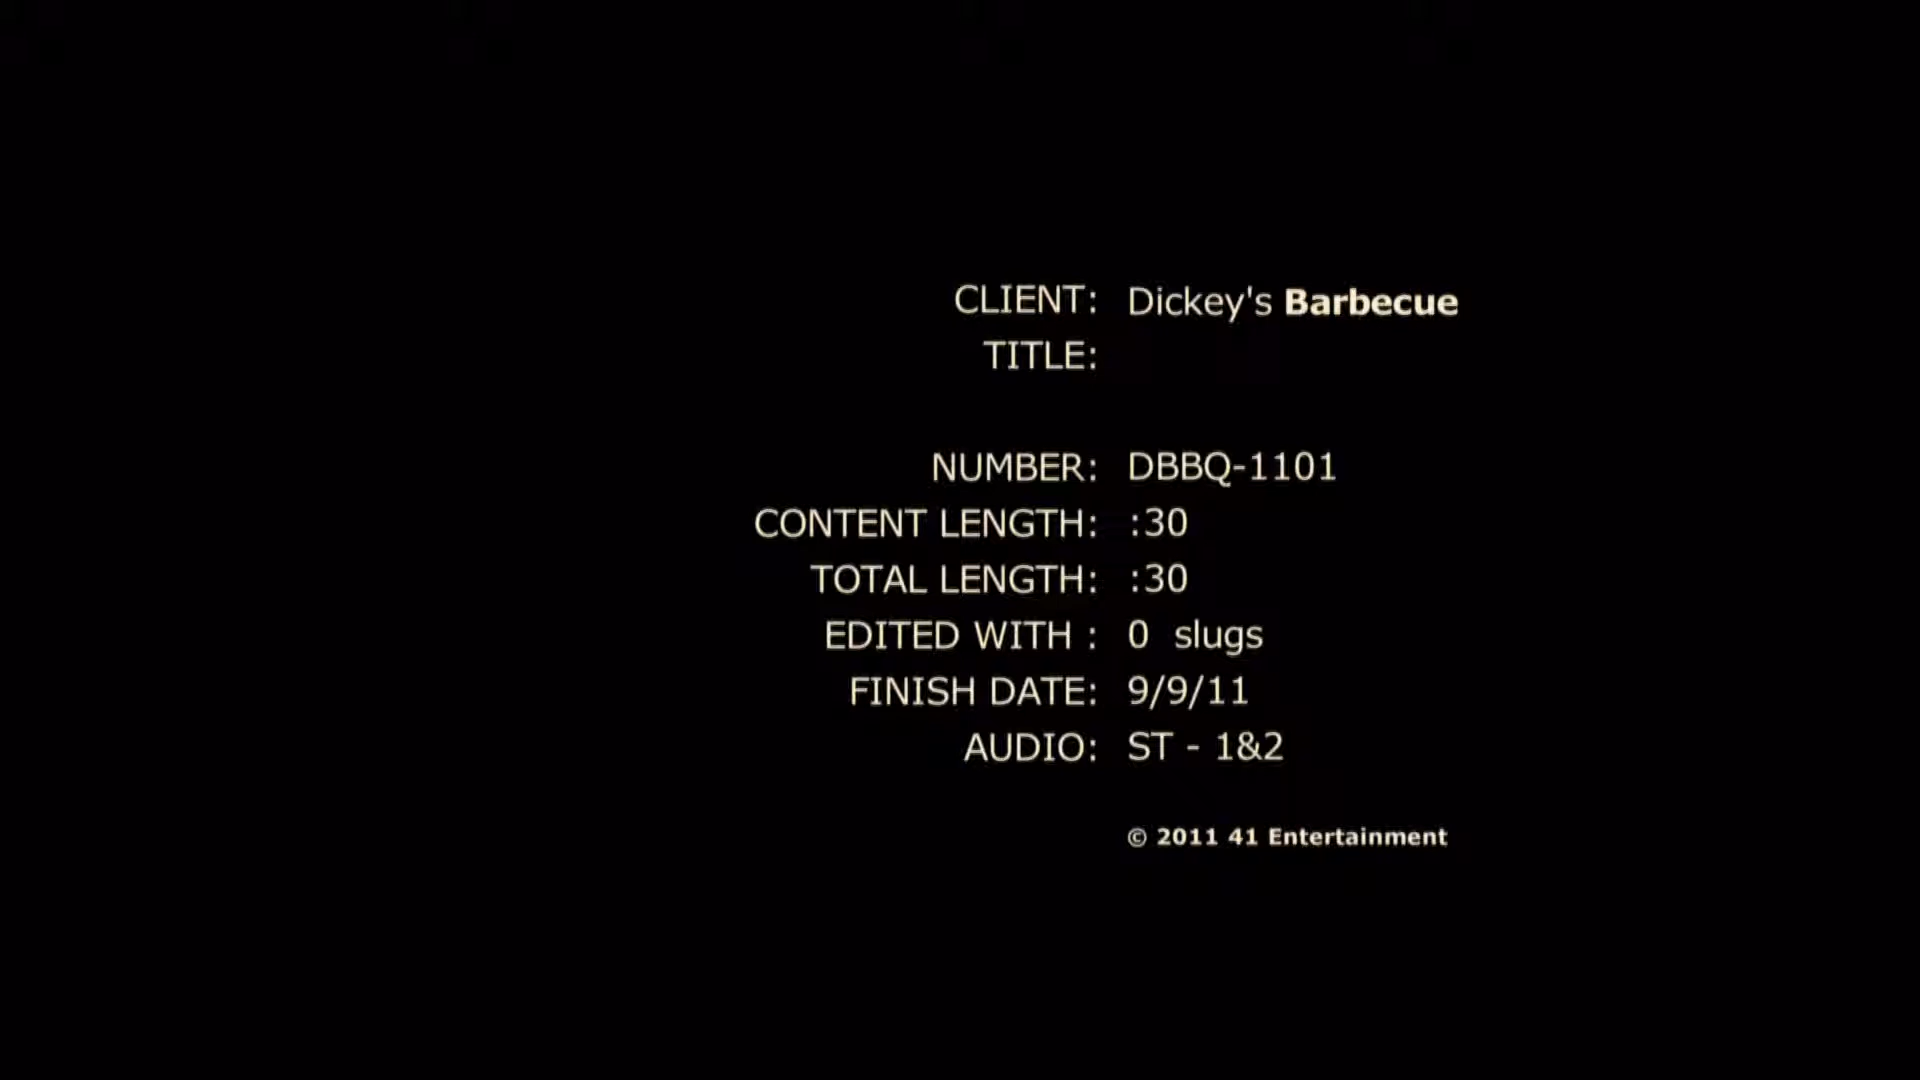 CLIENT: Dickey's Barbecue
TITLE:
NUMBER: DBBQ-1101
CONTENT LENGTH: :30
TOTAL LENGTH: :30
EDITED WITH : 0 slugs
FINISH DATE: 9/9/11
AUDIO: ST - 1&2
© 2011 41 Entertainment